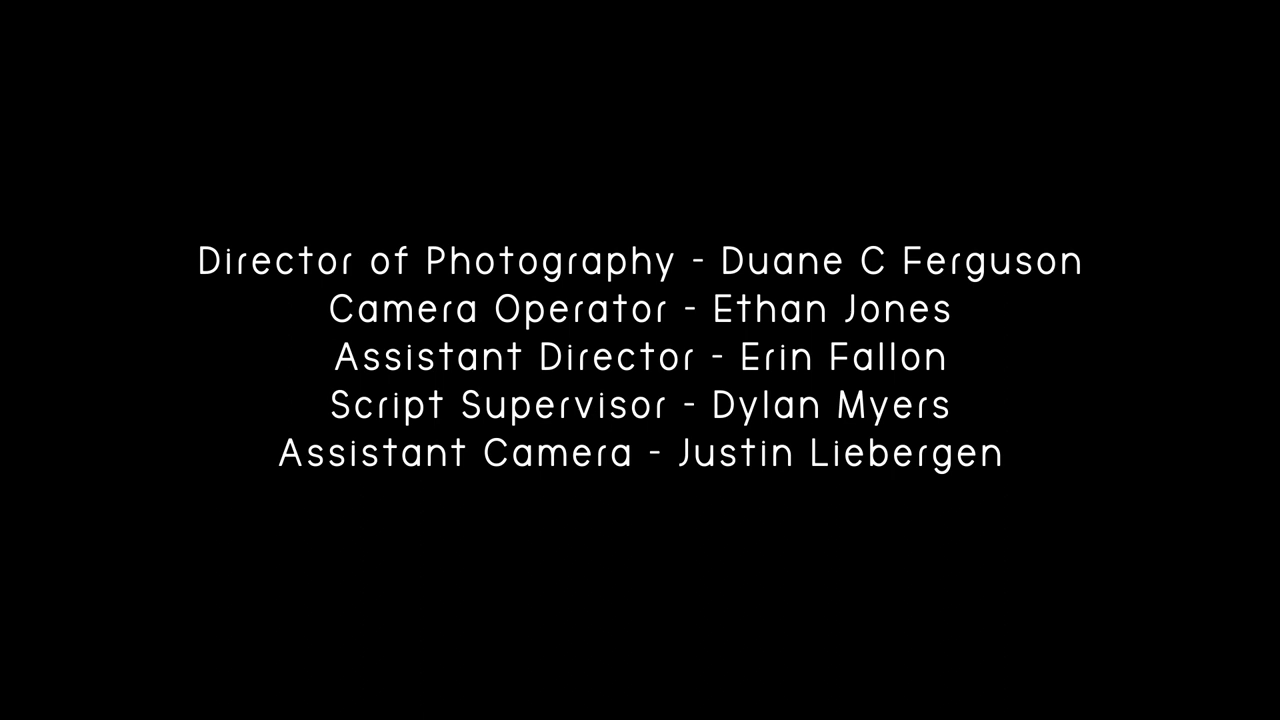 Director of Photography - Duane C Ferguson
Camera Operator - Ethan Jones
Assistant Director - Erin Fallon
Script Supervisor - Dylan Myers
Assistant Camera - Justin Liebergen